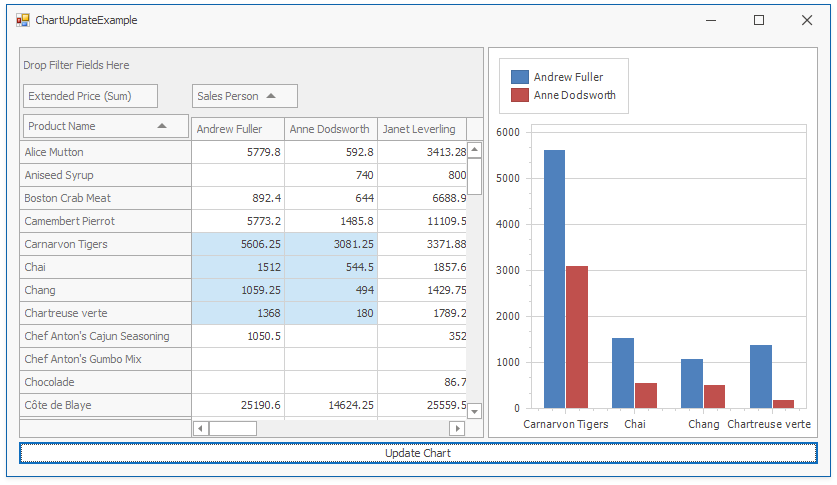 ChartUpdateExample
Drop Filter Fields Here
Extended Price (Sum) Sales Person
Product Name Andrew Fuller Anne Dodsworth Janet Leverling
Alice Mutton 5779.8 592.8 3413.28
Aniseed Syrup 740 800
Boston Crab Meat 892.4 644 6688.9
Camembert Pierrot 5773.2 1485.8 11109.5
Carnarvon Tigers 5606.25 3081.25 3371.88
Chai 1512 544.5 1857.6
Chang 1059.25 494 1429.75
Chartreuse verte 1368 180 1789.2
Chef Anton's Cajun Seasoning 1050.5 352
Chef Anton's Gumbo Mix
Chocolade 86.7
Côte de Blaye 25190.6 14624.25 25559.5
Andrew Fuller
Anne Dodsworth
6000
5000
4000
3000
2000
1000
0
Carnarvon Tigers Chai Chang Chartreuse verte
Update Chart